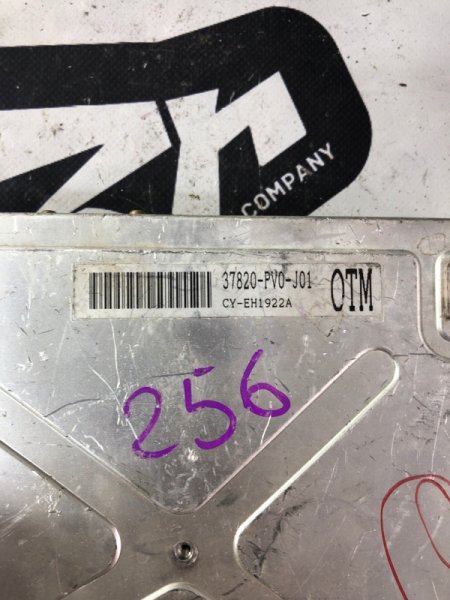 COMPANY
37820-PV0-J01
CY-EH1922A
OTM
256